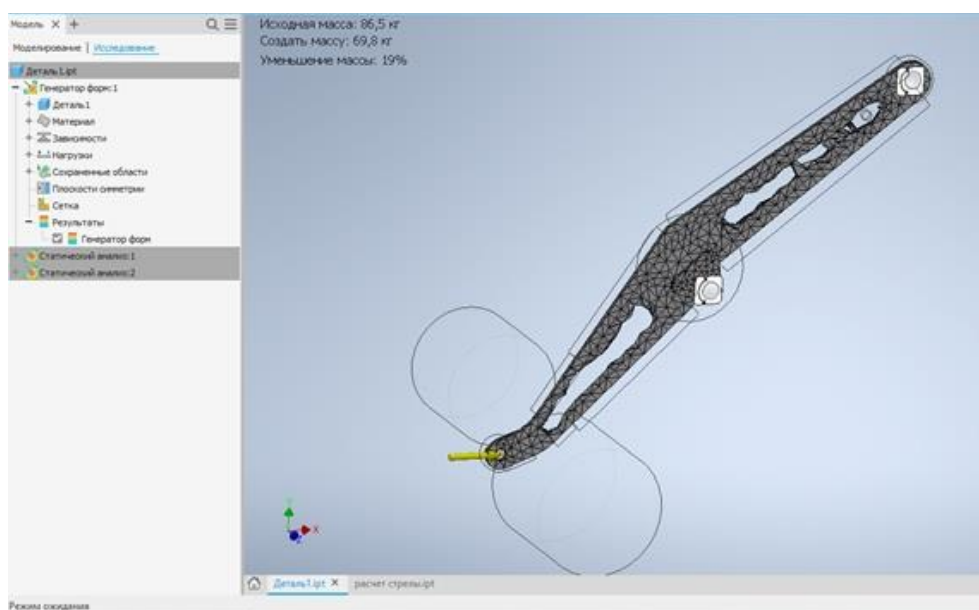 Модель × +
Моделирование | Исследование
Деталь1.ipt
Генератор форм:1
Деталь1
Материал
Зависимости
Нагрузки
Сохраненные области
Плоскости симметрии
Сетка
Результаты
Генератор форм
Статический анализ:1
Статический анализ:2
Исходная масса: 86,5 кг
Создать массу: 69,8 кг
Уменьшение массы: 19%
Y
X
Z
Деталь1.ipt ×
расчет стрелы.ipt
Режим ожидания